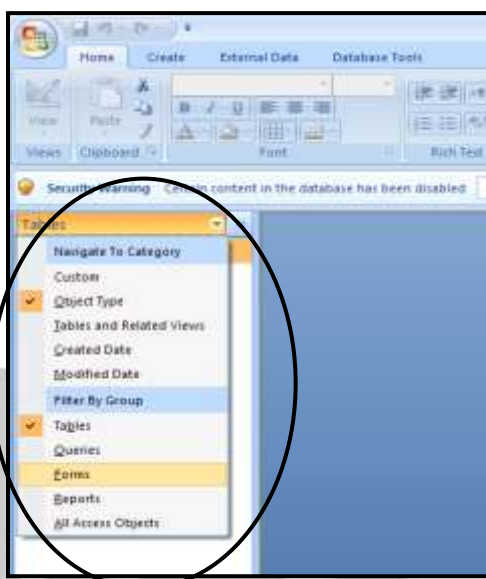 Home Create External Data Database Tools
View Paste
B I U
A
Views Clipboard Font Rich Text
Security Warning Certain content in the database has been disabled
Tables
Navigate To Category
Custom
Object Type
Tables and Related Views
Created Date
Modified Date
Filter By Group
Tables
Queries
Forms
Reports
All Access Objects